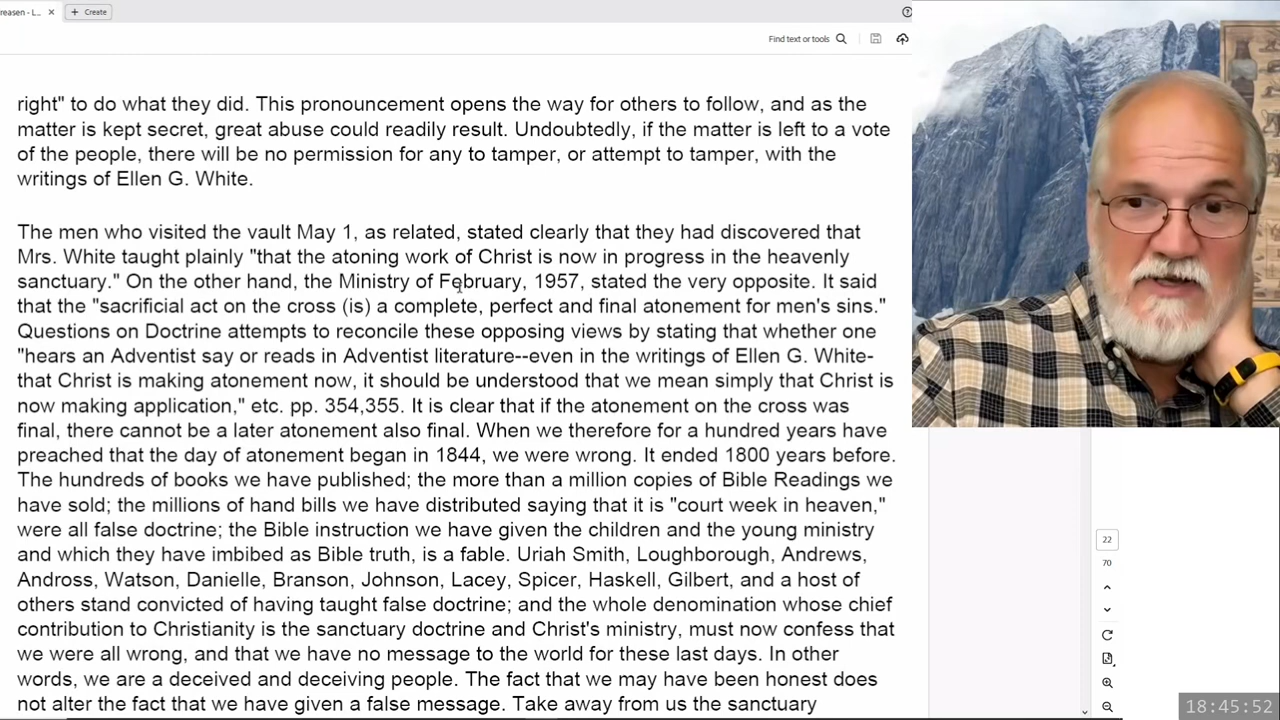 reasen - L...
Create
Find text or tools
right" to do what they did. This pronouncement opens the way for others to follow, and as the
matter is kept secret, great abuse could readily result. Undoubtedly, if the matter is left to a vote
of the people, there will be no permission for any to tamper, or attempt to tamper, with the
writings of Ellen G. White.
The men who visited the vault May 1, as related, stated clearly that they had discovered that
Mrs. White taught plainly "that the atoning work of Christ is now in progress in the heavenly
sanctuary." On the other hand, the Ministry of February, 1957, stated the very opposite. It said
that the "sacrificial act on the cross (is) a complete, perfect and final atonement for men's sins."
Questions on Doctrine attempts to reconcile these opposing views by stating that whether one
"hears an Adventist say or reads in Adventist literature--even in the writings of Ellen G. White-
that Christ is making atonement now, it should be understood that we mean simply that Christ is
now making application," etc. pp. 354,355. It is clear that if the atonement on the cross was
final, there cannot be a later atonement also final. When we therefore for a hundred years have
preached that the day of atonement began in 1844, we were wrong. It ended 1800 years before.
The hundreds of books we have published; the more than a million copies of Bible Readings we
have sold; the millions of hand bills we have distributed saying that it is "court week in heaven,"
were all false doctrine; the Bible instruction we have given the children and the young ministry
and which they have imbibed as Bible truth, is a fable. Uriah Smith, Loughborough, Andrews,
Andross, Watson, Danielle, Branson, Johnson, Lacey, Spicer, Haskell, Gilbert, and a host of
others stand convicted of having taught false doctrine; and the whole denomination whose chief
contribution to Christianity is the sanctuary doctrine and Christ's ministry, must now confess that
we were all wrong, and that we have no message to the world for these last days. In other
words, we are a deceived and deceiving people. The fact that we may have been honest does
not alter the fact that we have given a false message. Take away from us the sanctuary
22
70
18:45:52